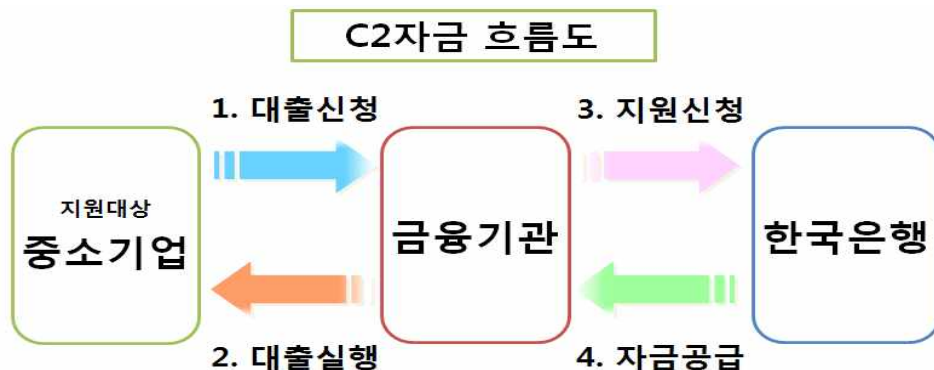 C2자금 흐름도
1. 대출신청
3. 지원신청
지원대상
중소기업
금융기관
한국은행
2. 대출실행
4. 자금공급